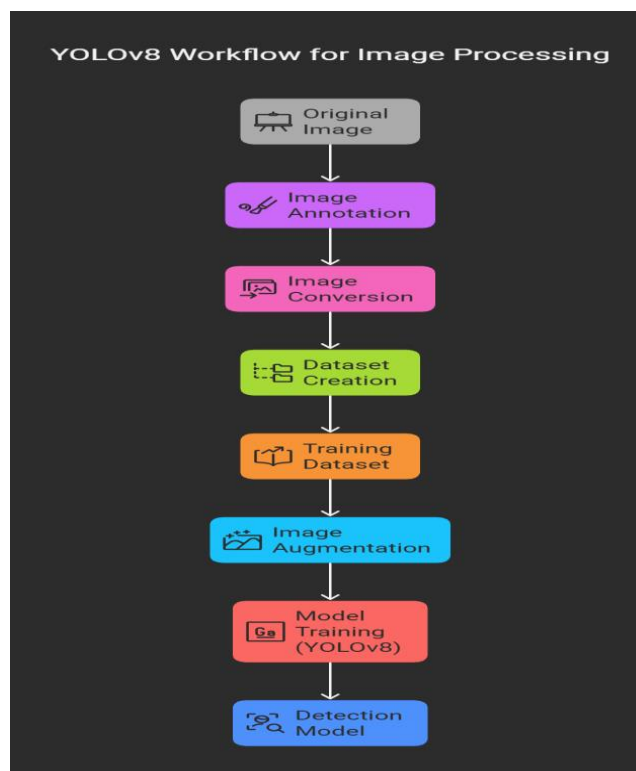 YOLOv8 Workflow for Image Processing
Original
Image
Image
Annotation
Image
Conversion
Dataset
Creation
Training
Dataset
Image
Augmentation
Model
Training
(YOLOv8)
Detection
Model